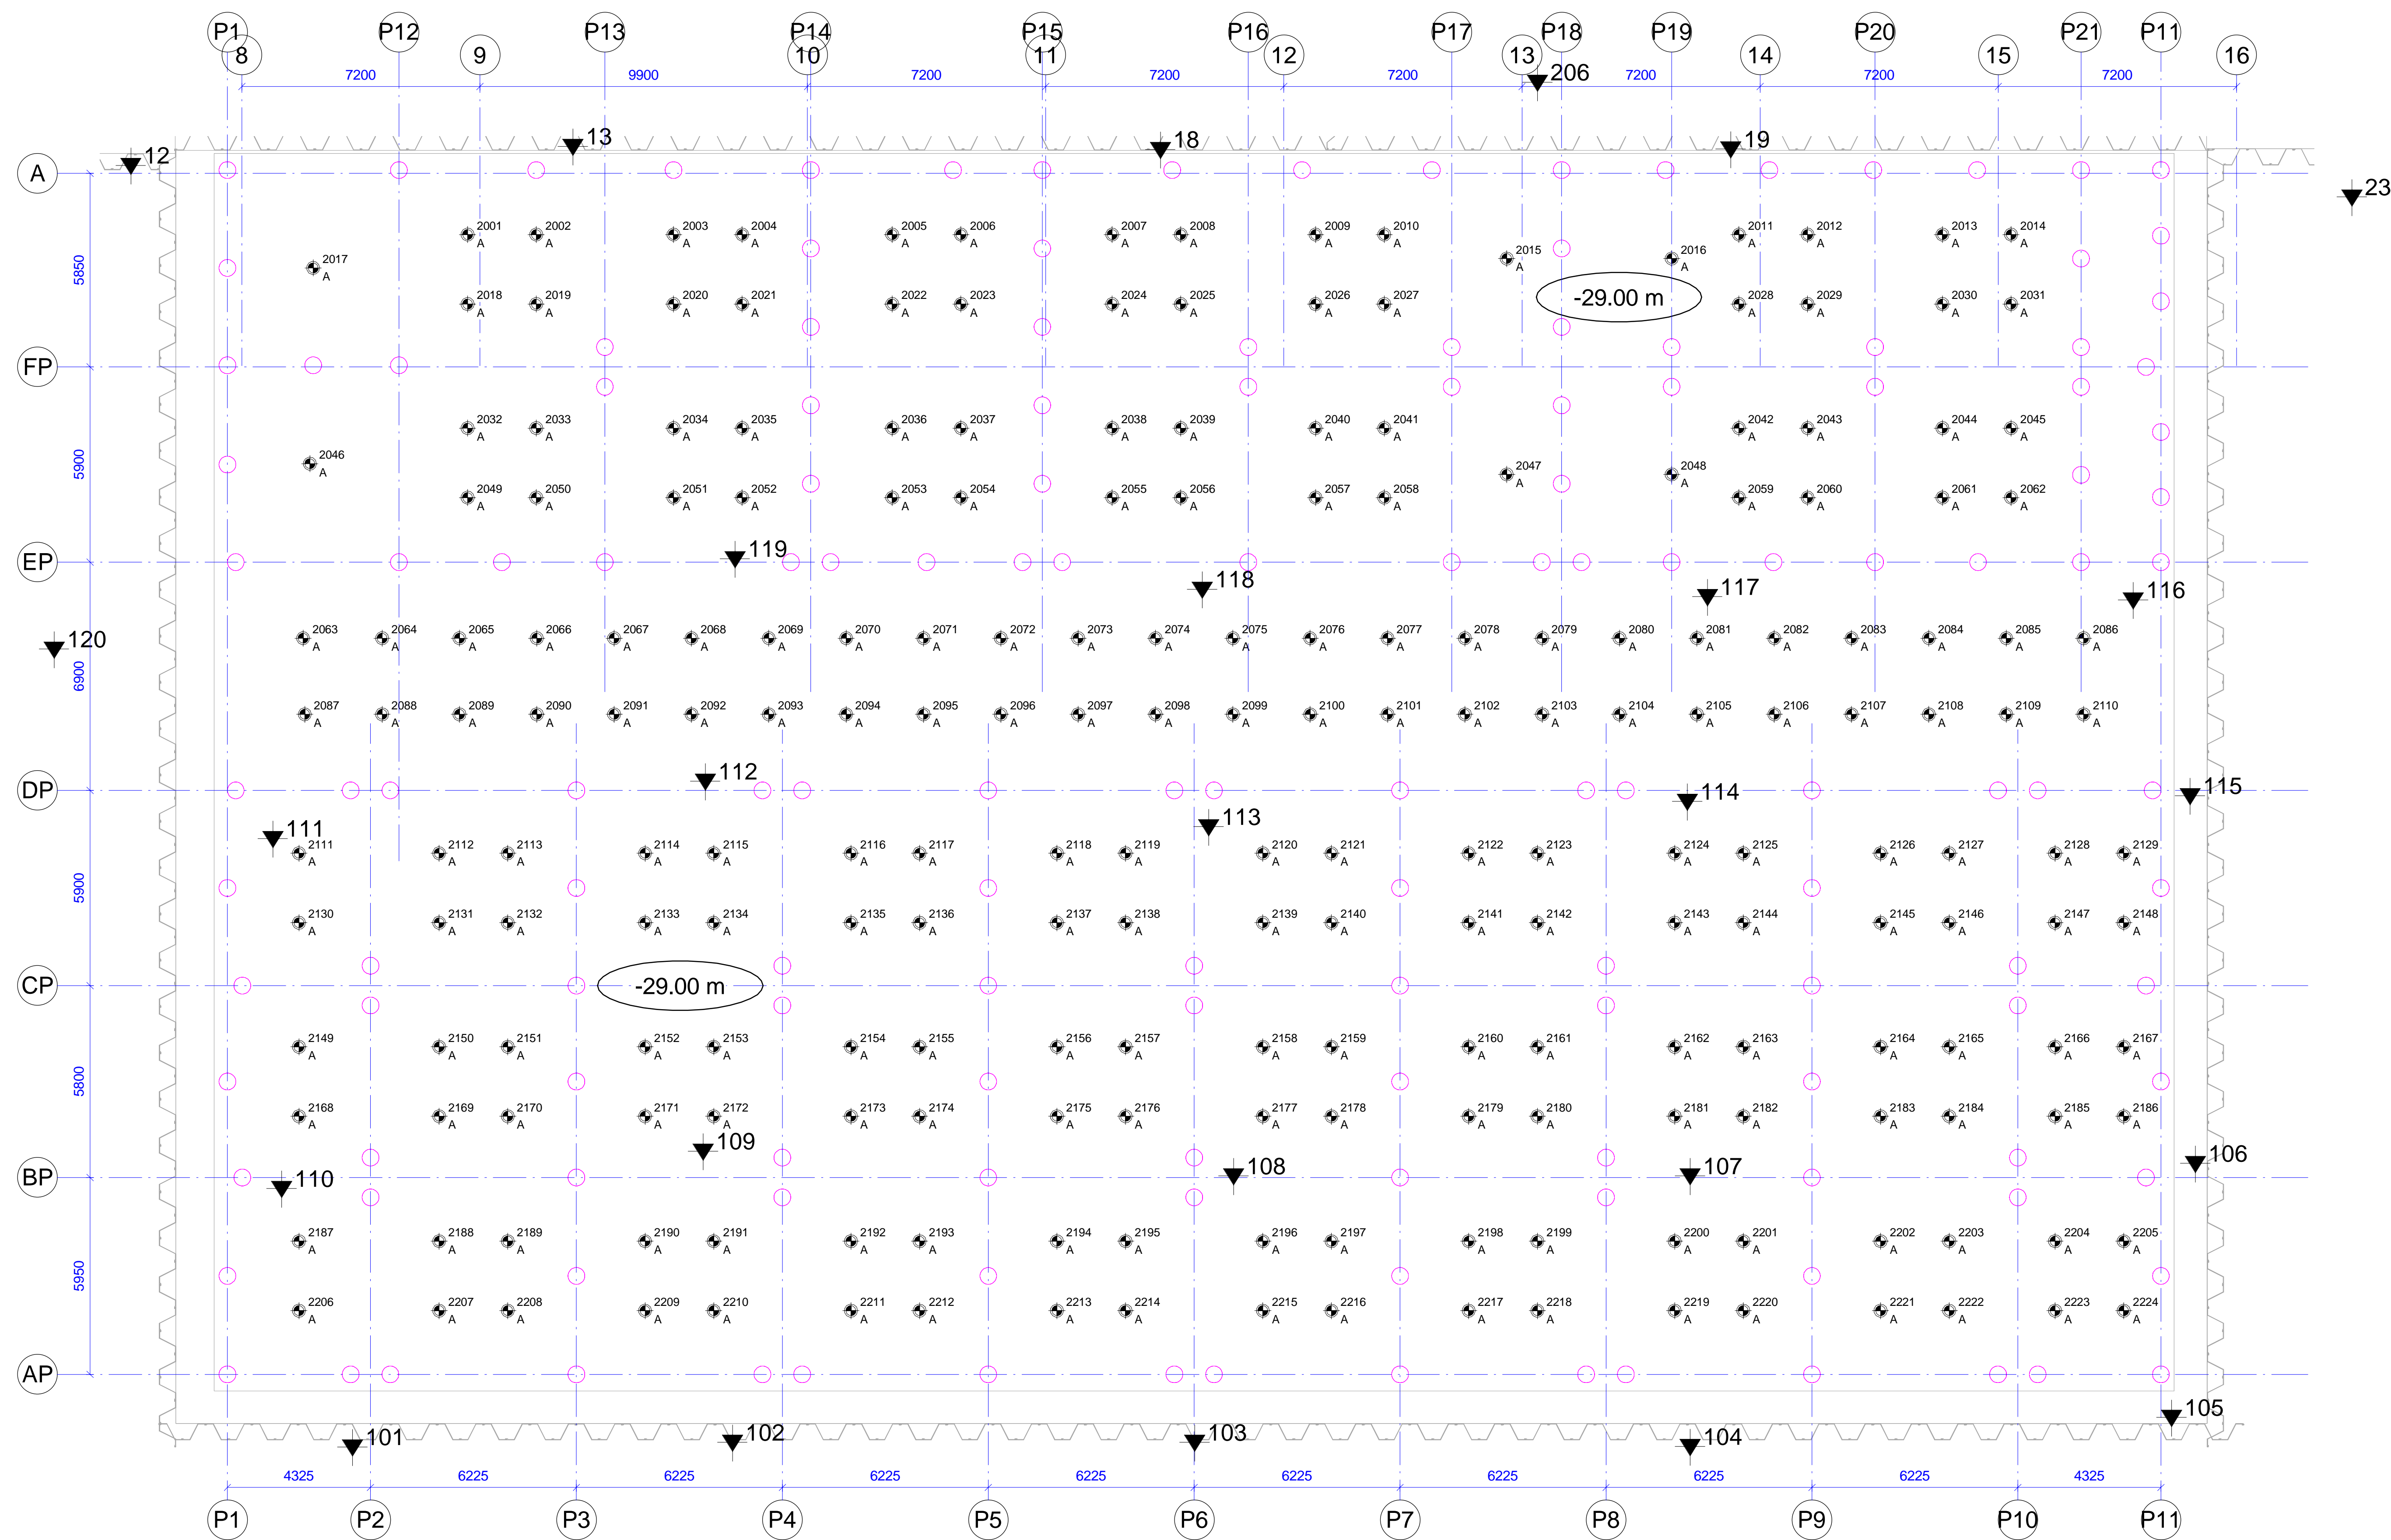 P1 P12 P13 P14 P15 P16 P17 P18 P19 P20 P21 P11
8 9 10 11 12 13 14 15 16
7200 9900 7200 7200 7200 7200 7200 7200
206
13 18 19
12
A
23
2001 A 2002 A 2003 A 2004 A 2005 A 2006 A 2007 A 2008 A 2009 A 2010 A 2011 A 2012 A 2013 A 2014 A
2017 A 2015 A 2016 A
5850
-29.00 m
2018 A 2019 A 2020 A 2021 A 2022 A 2023 A 2024 A 2025 A 2026 A 2027 A 2028 A 2029 A 2030 A 2031 A
FP
2032 A 2033 A 2034 A 2035 A 2036 A 2037 A 2038 A 2039 A 2040 A 2041 A 2042 A 2043 A 2044 A 2045 A
5900
2046 A 2047 A 2048 A
2049 A 2050 A 2051 A 2052 A 2053 A 2054 A 2055 A 2056 A 2057 A 2058 A 2059 A 2060 A 2061 A 2062 A
119
EP
118 117 116
2063 A 2064 A 2065 A 2066 A 2067 A 2068 A 2069 A 2070 A 2071 A 2072 A 2073 A 2074 A 2075 A 2076 A 2077 A 2078 A 2079 A 2080 A 2081 A 2082 A 2083 A 2084 A 2085 A 2086 A
120
6900
2087 A 2088 A 2089 A 2090 A 2091 A 2092 A 2093 A 2094 A 2095 A 2096 A 2097 A 2098 A 2099 A 2100 A 2101 A 2102 A 2103 A 2104 A 2105 A 2106 A 2107 A 2108 A 2109 A 2110 A
112
DP
114 115
111 113
2111 A 2112 A 2113 A 2114 A 2115 A 2116 A 2117 A 2118 A 2119 A 2120 A 2121 A 2122 A 2123 A 2124 A 2125 A 2126 A 2127 A 2128 A 2129 A
5900
2130 A 2131 A 2132 A 2133 A 2134 A 2135 A 2136 A 2137 A 2138 A 2139 A 2140 A 2141 A 2142 A 2143 A 2144 A 2145 A 2146 A 2147 A 2148 A
CP
-29.00 m
2149 A 2150 A 2151 A 2152 A 2153 A 2154 A 2155 A 2156 A 2157 A 2158 A 2159 A 2160 A 2161 A 2162 A 2163 A 2164 A 2165 A 2166 A 2167 A
5800
2168 A 2169 A 2170 A 2171 A 2172 A 2173 A 2174 A 2175 A 2176 A 2177 A 2178 A 2179 A 2180 A 2181 A 2182 A 2183 A 2184 A 2185 A 2186 A
109
106
BP
110 108 107
2187 A 2188 A 2189 A 2190 A 2191 A 2192 A 2193 A 2194 A 2195 A 2196 A 2197 A 2198 A 2199 A 2200 A 2201 A 2202 A 2203 A 2204 A 2205 A
5950
2206 A 2207 A 2208 A 2209 A 2210 A 2211 A 2212 A 2213 A 2214 A 2215 A 2216 A 2217 A 2218 A 2219 A 2220 A 2221 A 2222 A 2223 A 2224 A
AP
105
101 102 103 104
4325 6225 6225 6225 6225 6225 6225 6225 6225 4325
P1 P2 P3 P4 P5 P6 P7 P8 P9 P10 P11